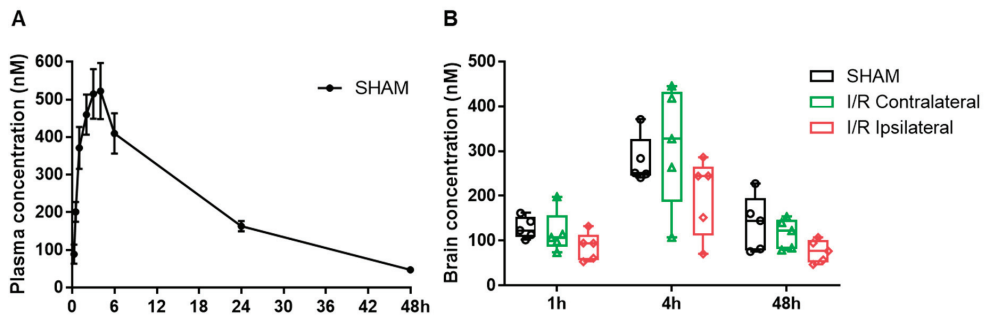 A
Plasma concentration (nM)
600
500
400
300
200
100
0
0 6 12 18 24 30 36 42 48h
SHAM
B
Brain concentration (nM)
500
400
300
200
100
0
1h 4h 48h
SHAM
I/R Contralateral
I/R Ipsilateral